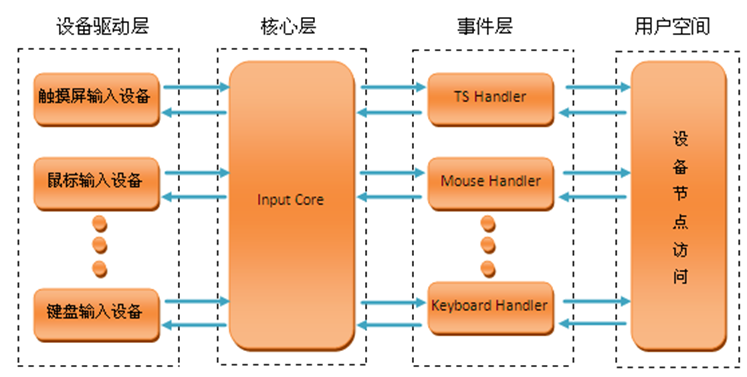 设备驱动层
核心层
事件层
用户空间
触摸屏输入设备
鼠标输入设备
键盘输入设备
Input Core
TS Handler
Mouse Handler
Keyboard Handler
设
备
节
点
访
问